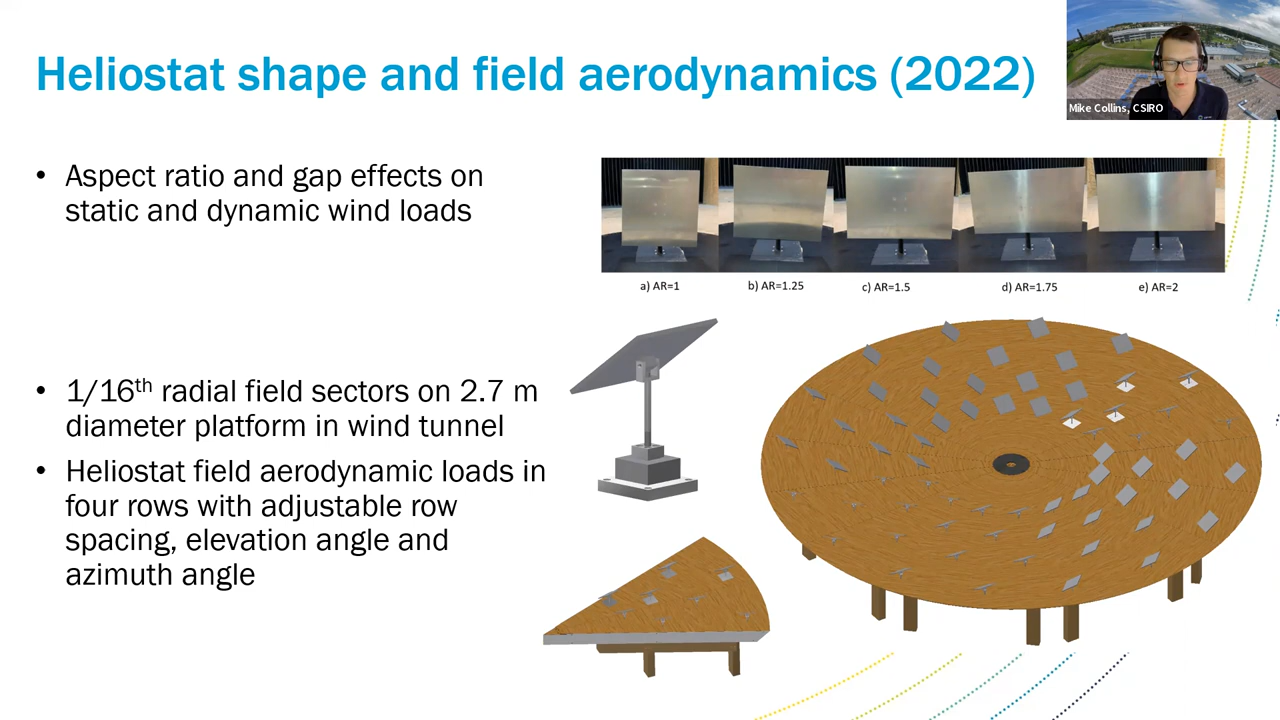 Heliostat shape and field aerodynamics (2022)
Mike Collins, CSIRO
• Aspect ratio and gap effects on
static and dynamic wind loads
a) AR=1
b) AR=1.25
c) AR=1.5
d) AR=1.75
e) AR=2
• 1/16th radial field sectors on 2.7 m
diameter platform in wind tunnel
• Heliostat field aerodynamic loads in
four rows with adjustable row
spacing, elevation angle and
azimuth angle